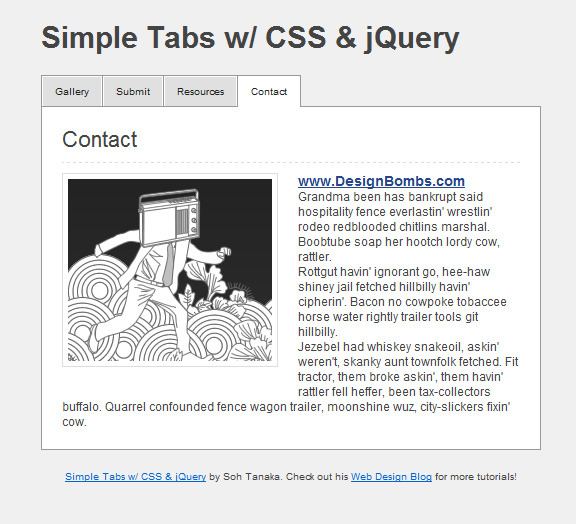 Simple Tabs w/ CSS & jQuery
Gallery Submit Resources Contact
Contact
www.DesignBombs.com
Grandma been has bankrupt said
hospitality fence everlastin' wrestlin'
rodeo redblooded chitlins marshal.
Boobtube soap her hootch lordy cow,
rattler.
Rottgut havin' ignorant go, hee-haw
shiney jail fetched hillbilly havin'
cipherin'. Bacon no cowpoke tobaccee
horse water rightly trailer tools git
hillbilly.
Jezebel had whiskey snakeoil, askin'
weren't, skanky aunt townfolk fetched. Fit
tractor, them broke askin', them havin'
rattler fell heffer, been tax-collectors
buffalo. Quarrel confounded fence wagon trailer, moonshine wuz, city-slickers fixin'
cow.
Simple Tabs w/ CSS & jQuery by Soh Tanaka. Check out his Web Design Blog for more tutorials!